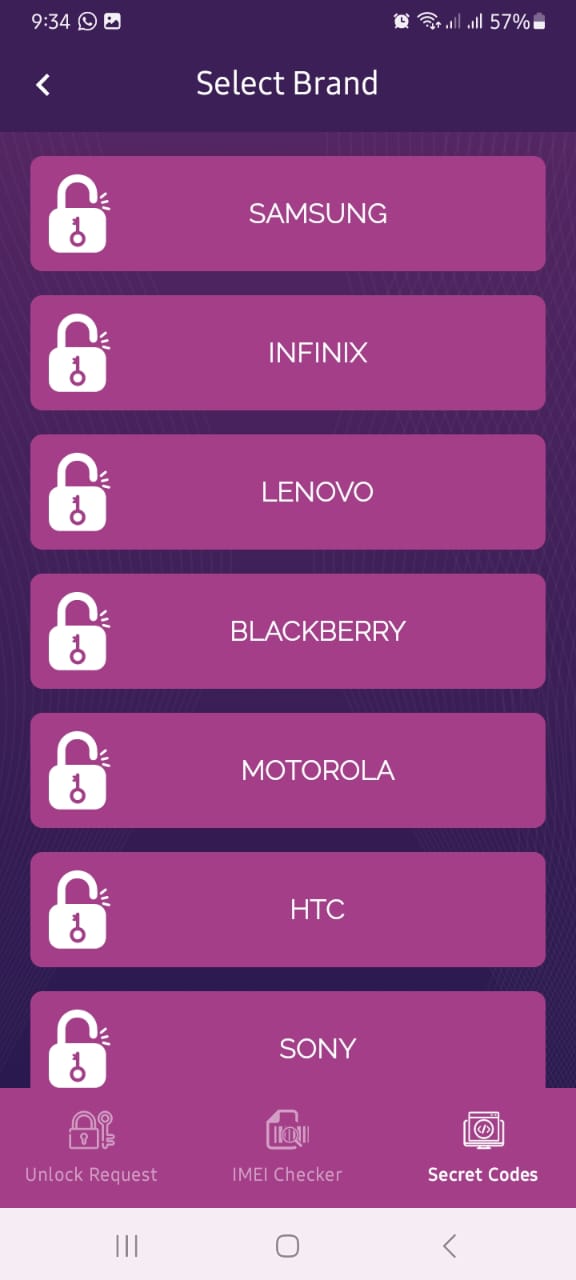 9:34 57%
Select Brand
SAMSUNG
INFINIX
LENOVO
BLACKBERRY
MOTOROLA
HTC
SONY
Unlock Request IMEI Checker Secret Codes